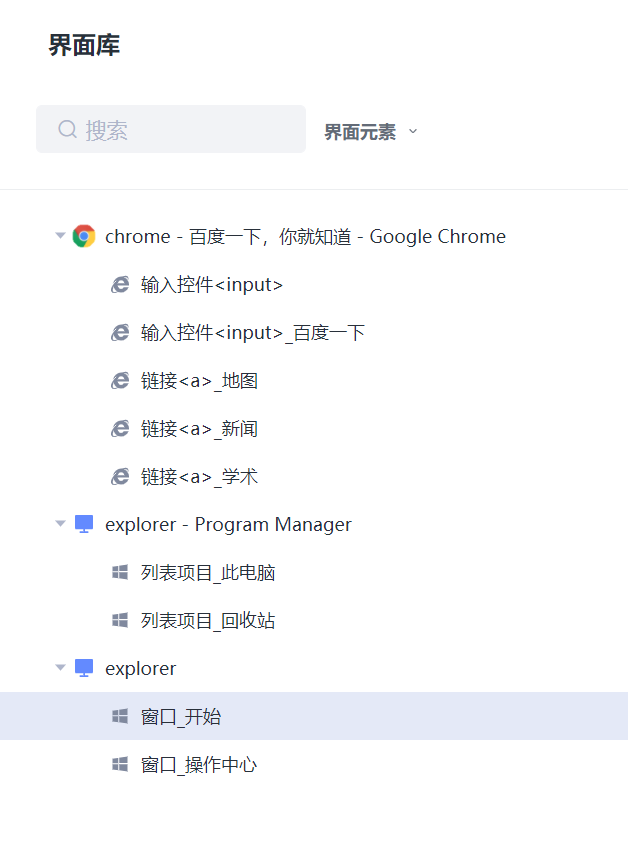 界面库
搜索 界面元素
chrome - 百度一下，你就知道 - Google Chrome
输入控件<input>
输入控件<input>_百度一下
链接<a>_地图
链接<a>_新闻
链接<a>_学术
explorer - Program Manager
列表项目_此电脑
列表项目_回收站
explorer
窗口_开始
窗口_操作中心